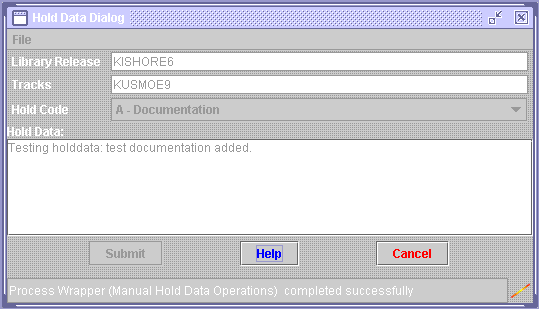 Hold Data Dialog
File
Library Release KISHORE6
Tracks KUSMOE9
Hold Code A - Documentation
Hold Data:
Testing holddata: test documentation added.
Submit Help Cancel
Process Wrapper (Manual Hold Data Operations) completed successfully